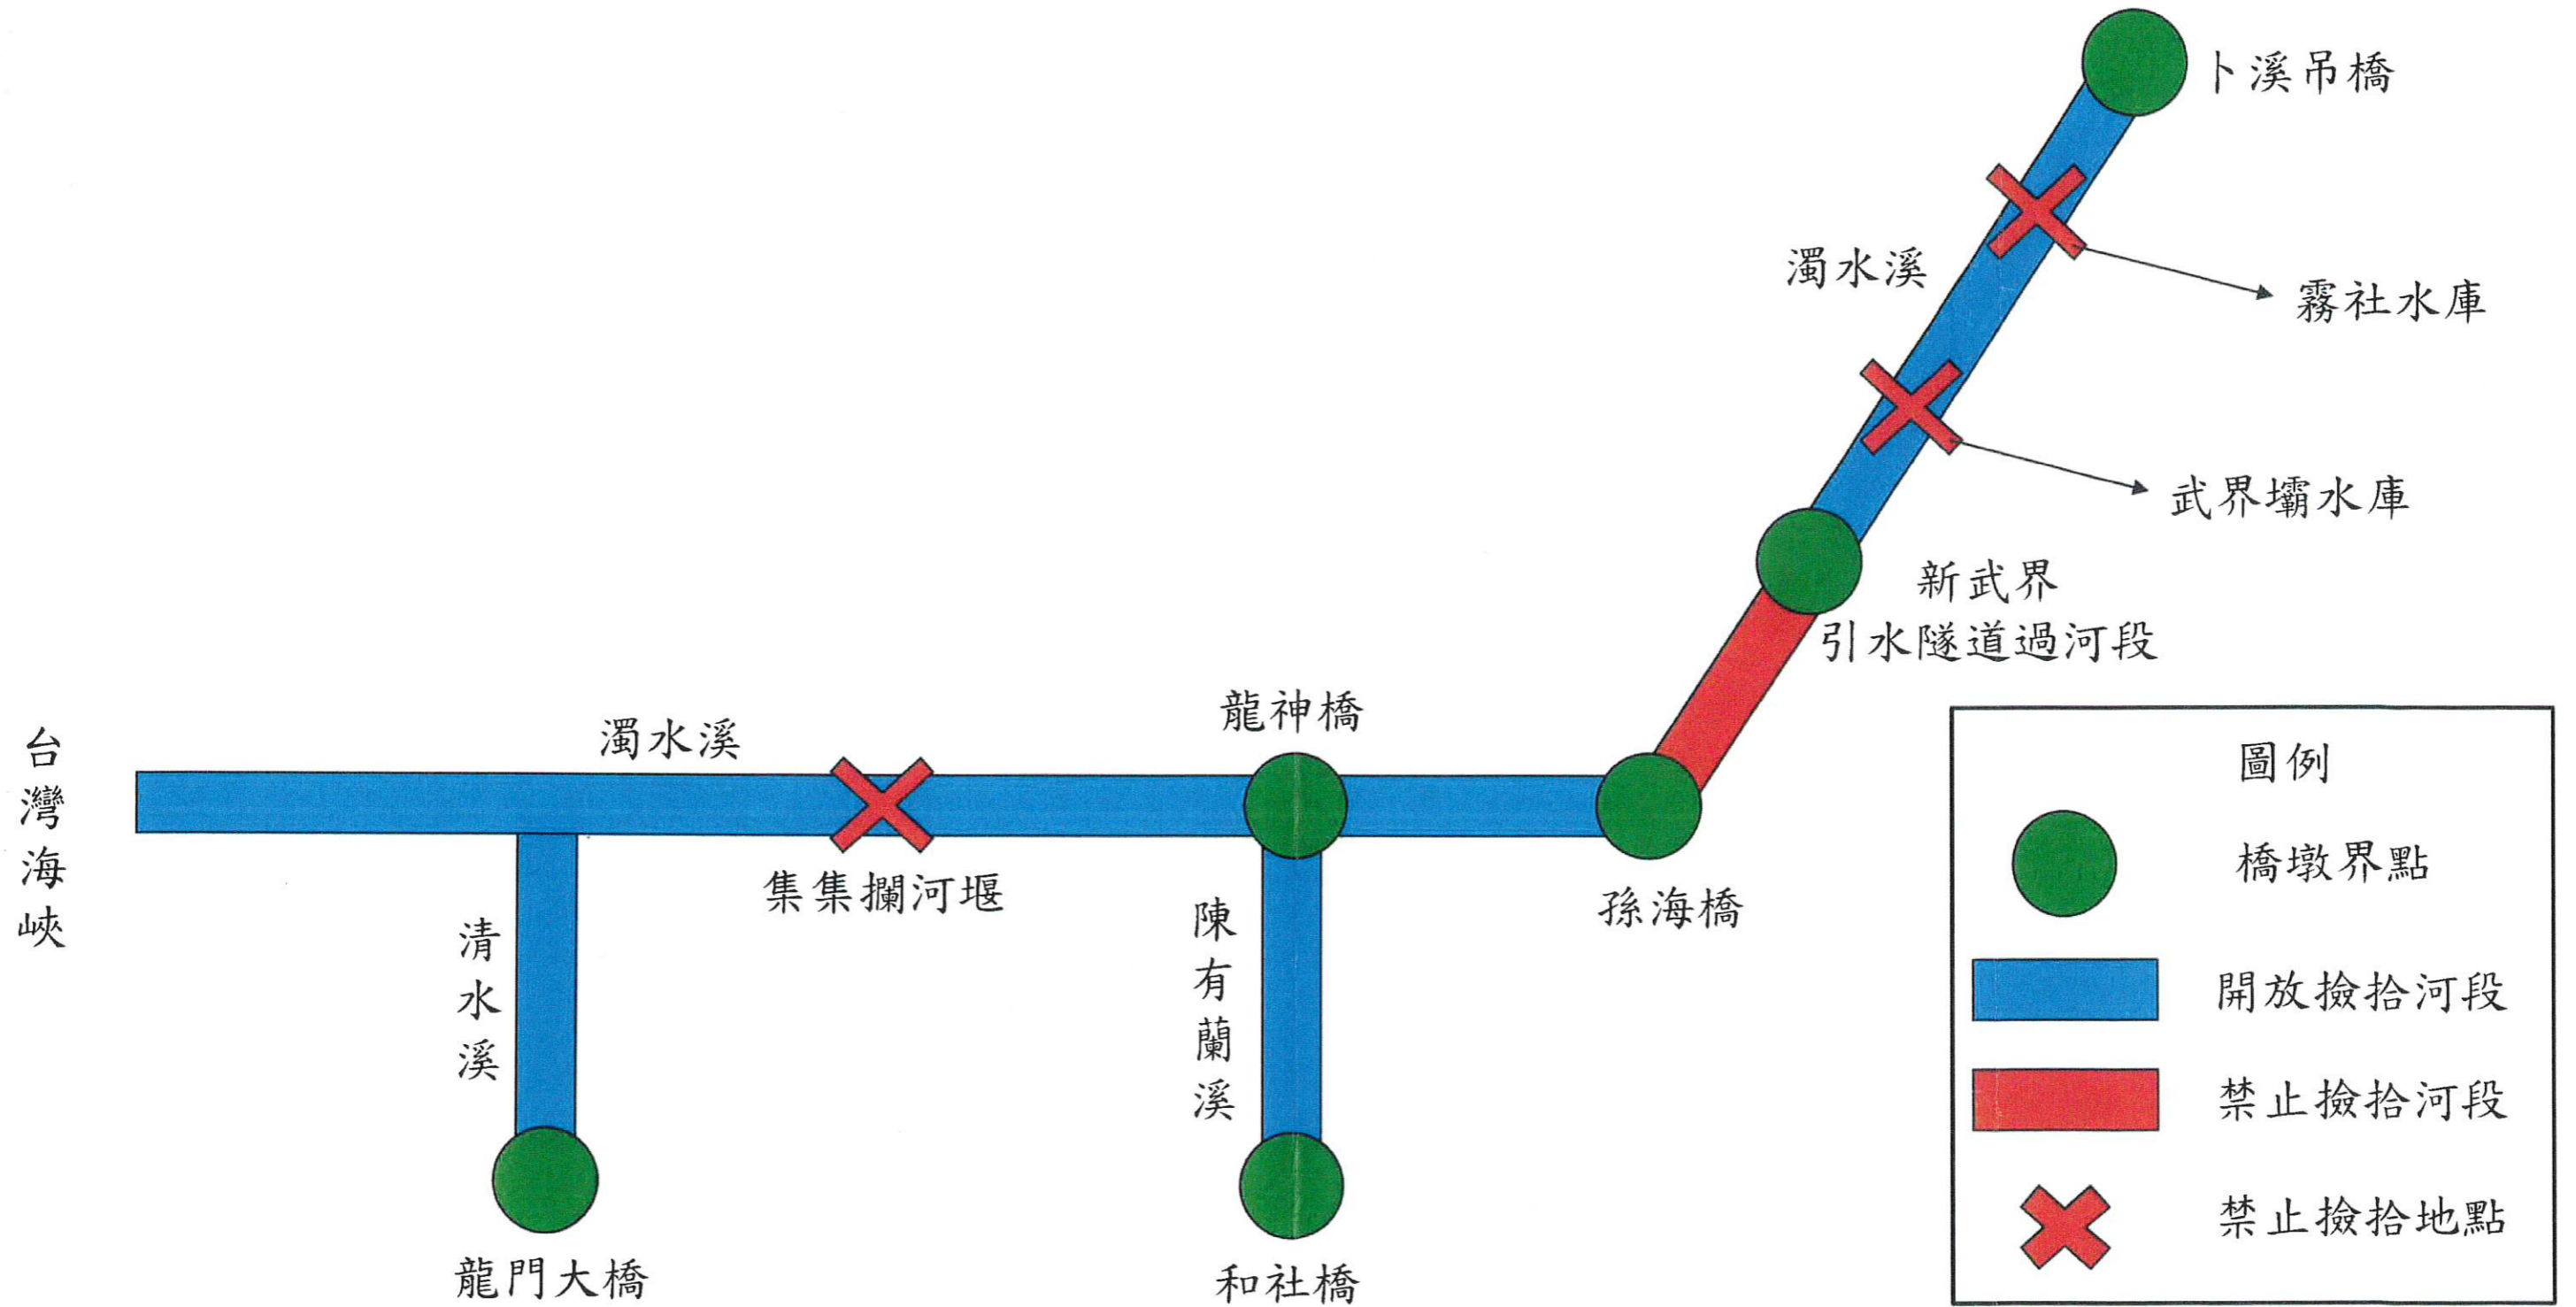 卜溪吊橋
濁水溪
霧社水庫
武界壩水庫
新武界
引水隧道過河段
龍神橋
濁水溪
台灣海峽
集集攔河堰
孫海橋
清水溪
陳有蘭溪
龍門大橋
和社橋
圖例
橋墩界點
開放撿拾河段
禁止撿拾河段
禁止撿拾地點